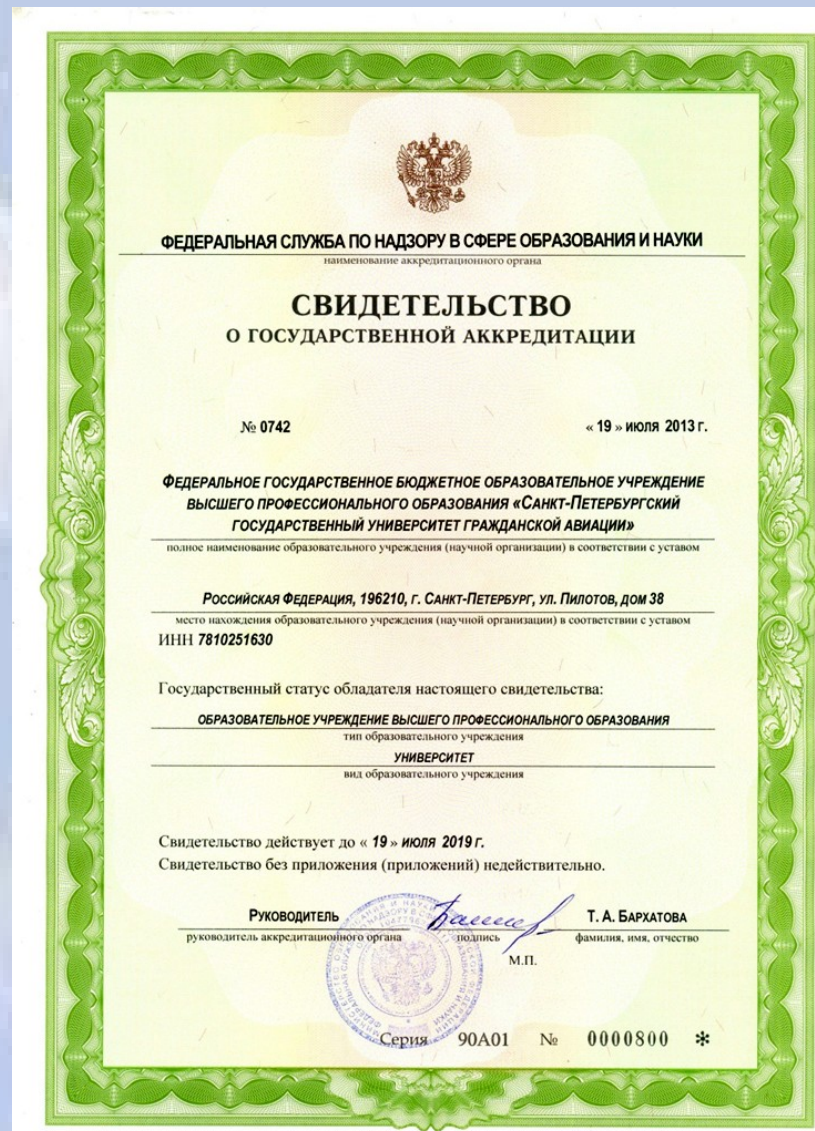 ФЕДЕРАЛЬНАЯ СЛУЖБА ПО НАДЗОРУ В СФЕРЕ ОБРАЗОВАНИЯ И НАУКИ
наименование аккредитационного органа
СВИДЕТЕЛЬСТВО
О ГОСУДАРСТВЕННОЙ АККРЕДИТАЦИИ
№ 0742 « 19 » ИЮЛЯ 2013 г.
ФЕДЕРАЛЬНОЕ ГОСУДАРСТВЕННОЕ БЮДЖЕТНОЕ ОБРАЗОВАТЕЛЬНОЕ УЧРЕЖДЕНИЕ
ВЫСШЕГО ПРОФЕССИОНАЛЬНОГО ОБРАЗОВАНИЯ «САНКТ-ПЕТЕРБУРГСКИЙ
ГОСУДАРСТВЕННЫЙ УНИВЕРСИТЕТ ГРАЖДАНСКОЙ АВИАЦИИ»
полное наименование образовательного учреждения (научной организации) в соответствии с уставом
РОССИЙСКАЯ ФЕДЕРАЦИЯ, 196210, Г. САНКТ-ПЕТЕРБУРГ, УЛ. ПИЛОТОВ, ДОМ 38
место нахождения образовательного учреждения (научной организации) в соответствии с уставом
ИНН 7810251630
Государственный статус обладателя настоящего свидетельства:
ОБРАЗОВАТЕЛЬНОЕ УЧРЕЖДЕНИЕ ВЫСШЕГО ПРОФЕССИОНАЛЬНОГО ОБРАЗОВАНИЯ
тип образовательного учреждения
УНИВЕРСИТЕТ
вид образовательного учреждения
Свидетельство действует до « 19 » ИЮЛЯ 2019 г.
Свидетельство без приложения (приложений) недействительно.
РУКОВОДИТЕЛЬ Т. А. БАРХАТОВА
руководитель аккредитационного органа подпись фамилия, имя, отчество
М.П.
Серия 90А01 № 0000800 *